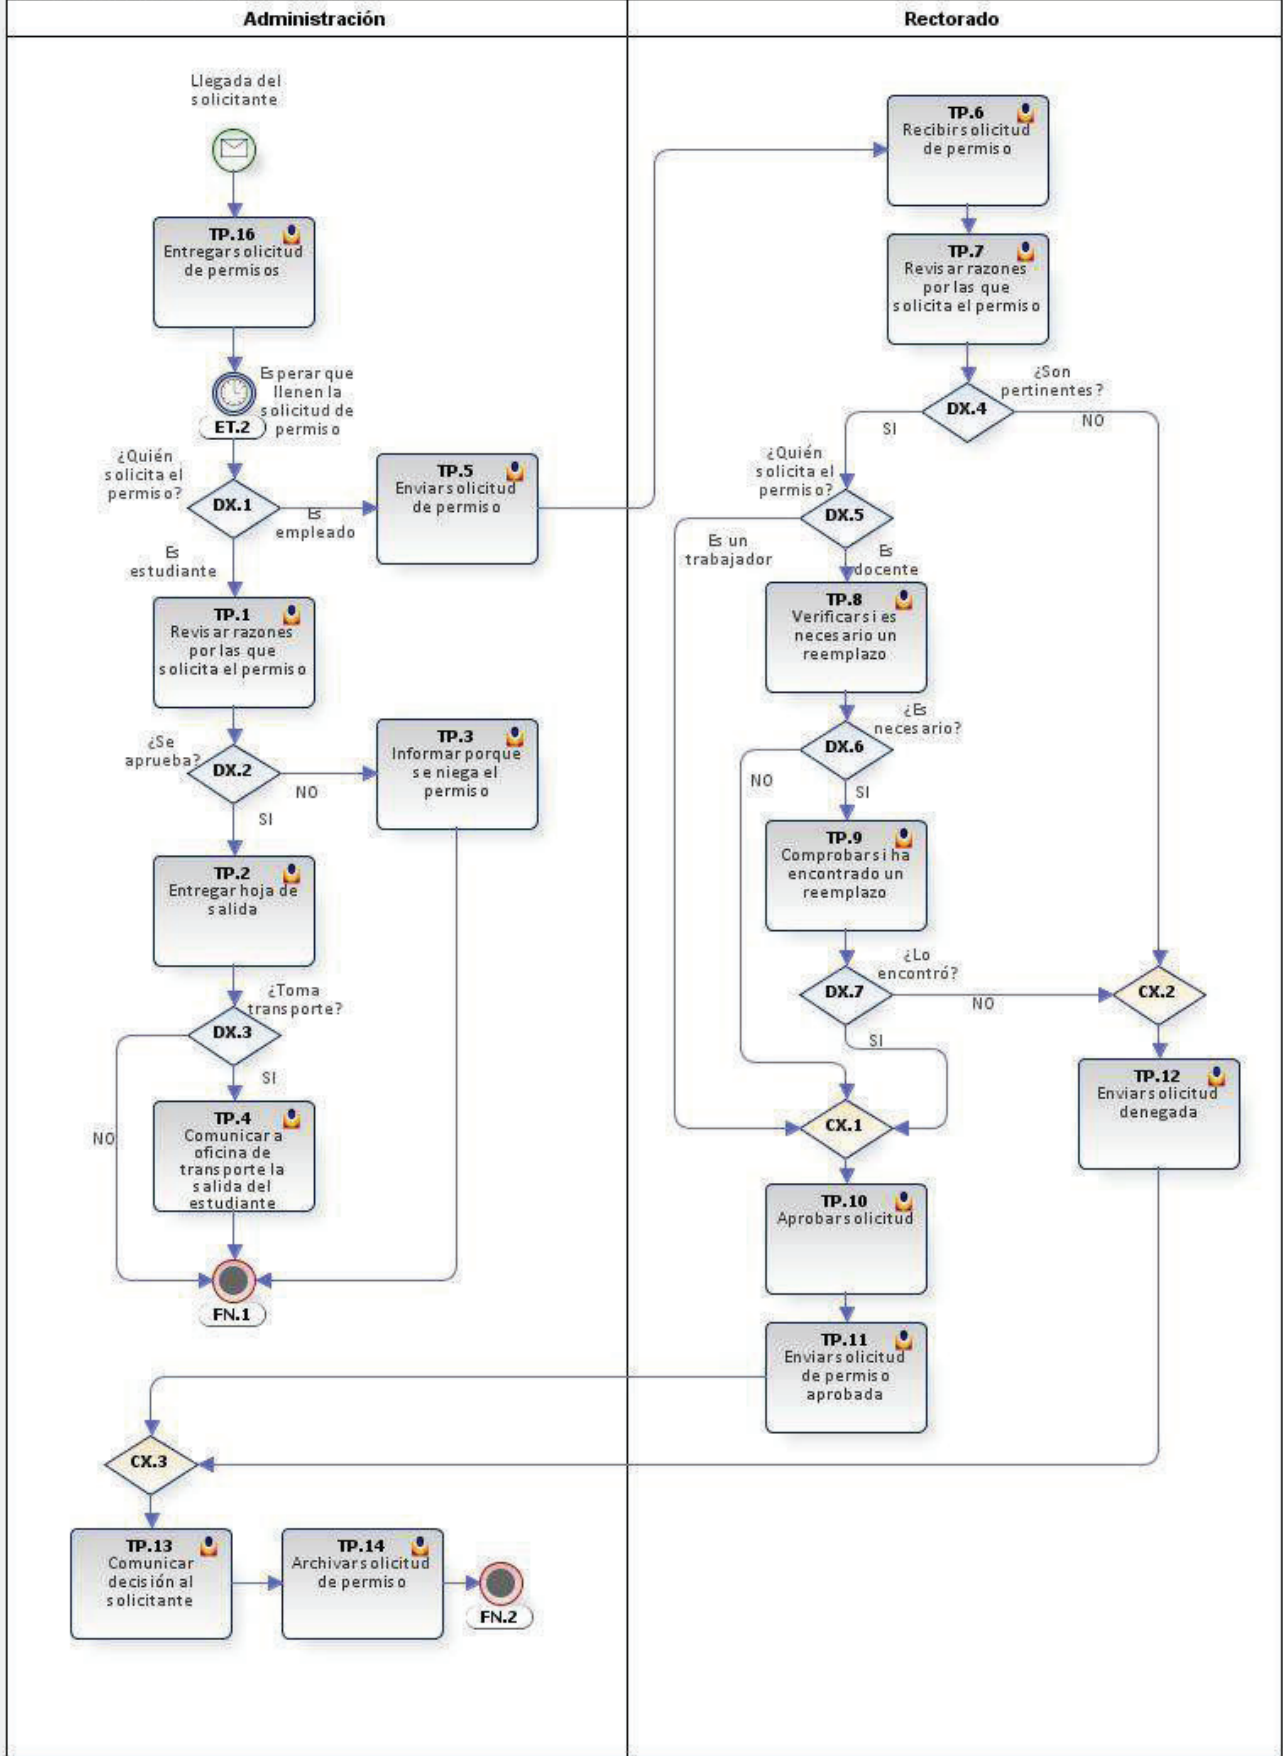 Administración
Rectorado
Llegada del
solicitante
TP.16
Entregar solicitud
de permisos
Esperar que
llenen la
solicitud de
permiso
ET.2
¿Quién
solicita el
permiso?
DX.1
Es
empleado
TP.5
Enviar solicitud
de permiso
Es
estudiante
TP.1
Revisar razones
por las que
solicita el permiso
¿Se
aprueba?
DX.2
NO
SI
TP.3
Informar porque
se niega el
permiso
TP.2
Entregar hoja de
salida
¿Toma
transporte?
DX.3
SI
NO
TP.4
Comunicar a
oficina de
transporte la
salida del
estudiante
FN.1
CX.3
TP.13
Comunicar
decisión al
solicitante
TP.14
Archivar solicitud
de permiso
FN.2
TP.6
Recibir solicitud
de permiso
TP.7
Revisar razones
por las que
solicita el permiso
¿Son
pertinentes?
DX.4
SI
NO
¿Quién
solicita el
permiso?
DX.5
Es un
trabajador
Es
docente
TP.8
Verificar si es
necesario un
reemplazo
¿Es
necesario?
DX.6
NO
SI
TP.9
Comprobar si ha
encontrado un
reemplazo
¿Lo
encontró?
DX.7
NO
SI
CX.2
TP.12
Enviar solicitud
denegada
CX.1
TP.10
Aprobar solicitud
TP.11
Enviar solicitud
de permiso
aprobada